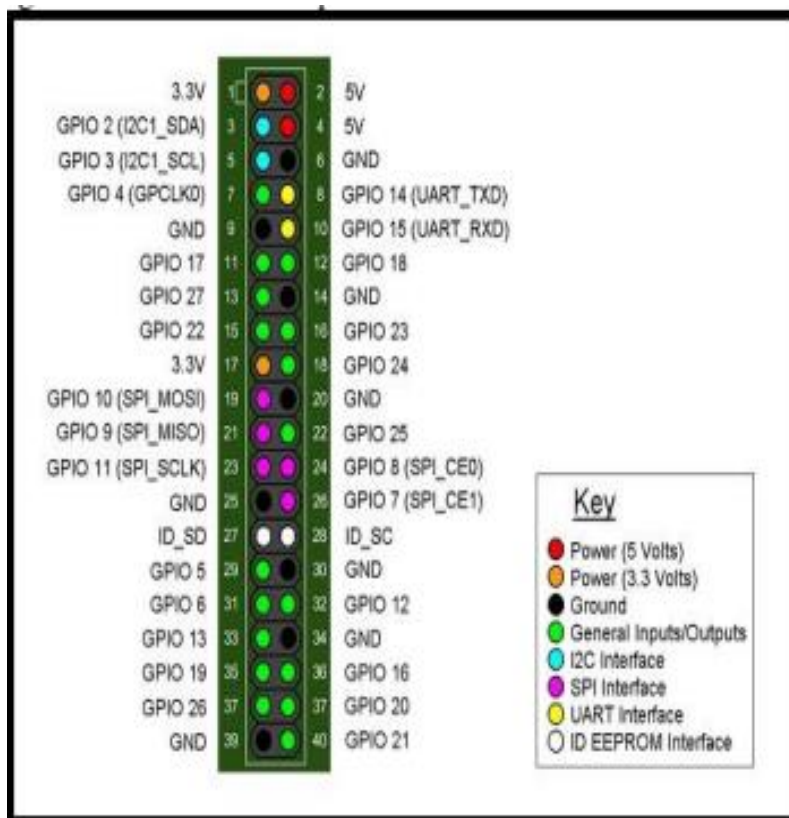 3.3V 1 2 5V
GPIO 2 (I2C1_SDA) 3 4 5V
GPIO 3 (I2C1_SCL) 5 6 GND
GPIO 4 (GPCLK0) 7 8 GPIO 14 (UART_TXD)
GND 9 10 GPIO 15 (UART_RXD)
GPIO 17 11 12 GPIO 18
GPIO 27 13 14 GND
GPIO 22 15 16 GPIO 23
3.3V 17 18 GPIO 24
GPIO 10 (SPI_MOSI) 19 20 GND
GPIO 9 (SPI_MISO) 21 22 GPIO 25
GPIO 11 (SPI_SCLK) 23 24 GPIO 8 (SPI_CE0)
GND 25 26 GPIO 7 (SPI_CE1)
ID_SD 27 28 ID_SC
GPIO 5 29 30 GND
GPIO 6 31 32 GPIO 12
GPIO 13 33 34 GND
GPIO 19 35 36 GPIO 16
GPIO 26 37 37 GPIO 20
GND 39 40 GPIO 21
Key
Power (5 Volts)
Power (3.3 Volts)
Ground
General Inputs/Outputs
I2C Interface
SPI Interface
UART Interface
ID EEPROM Interface